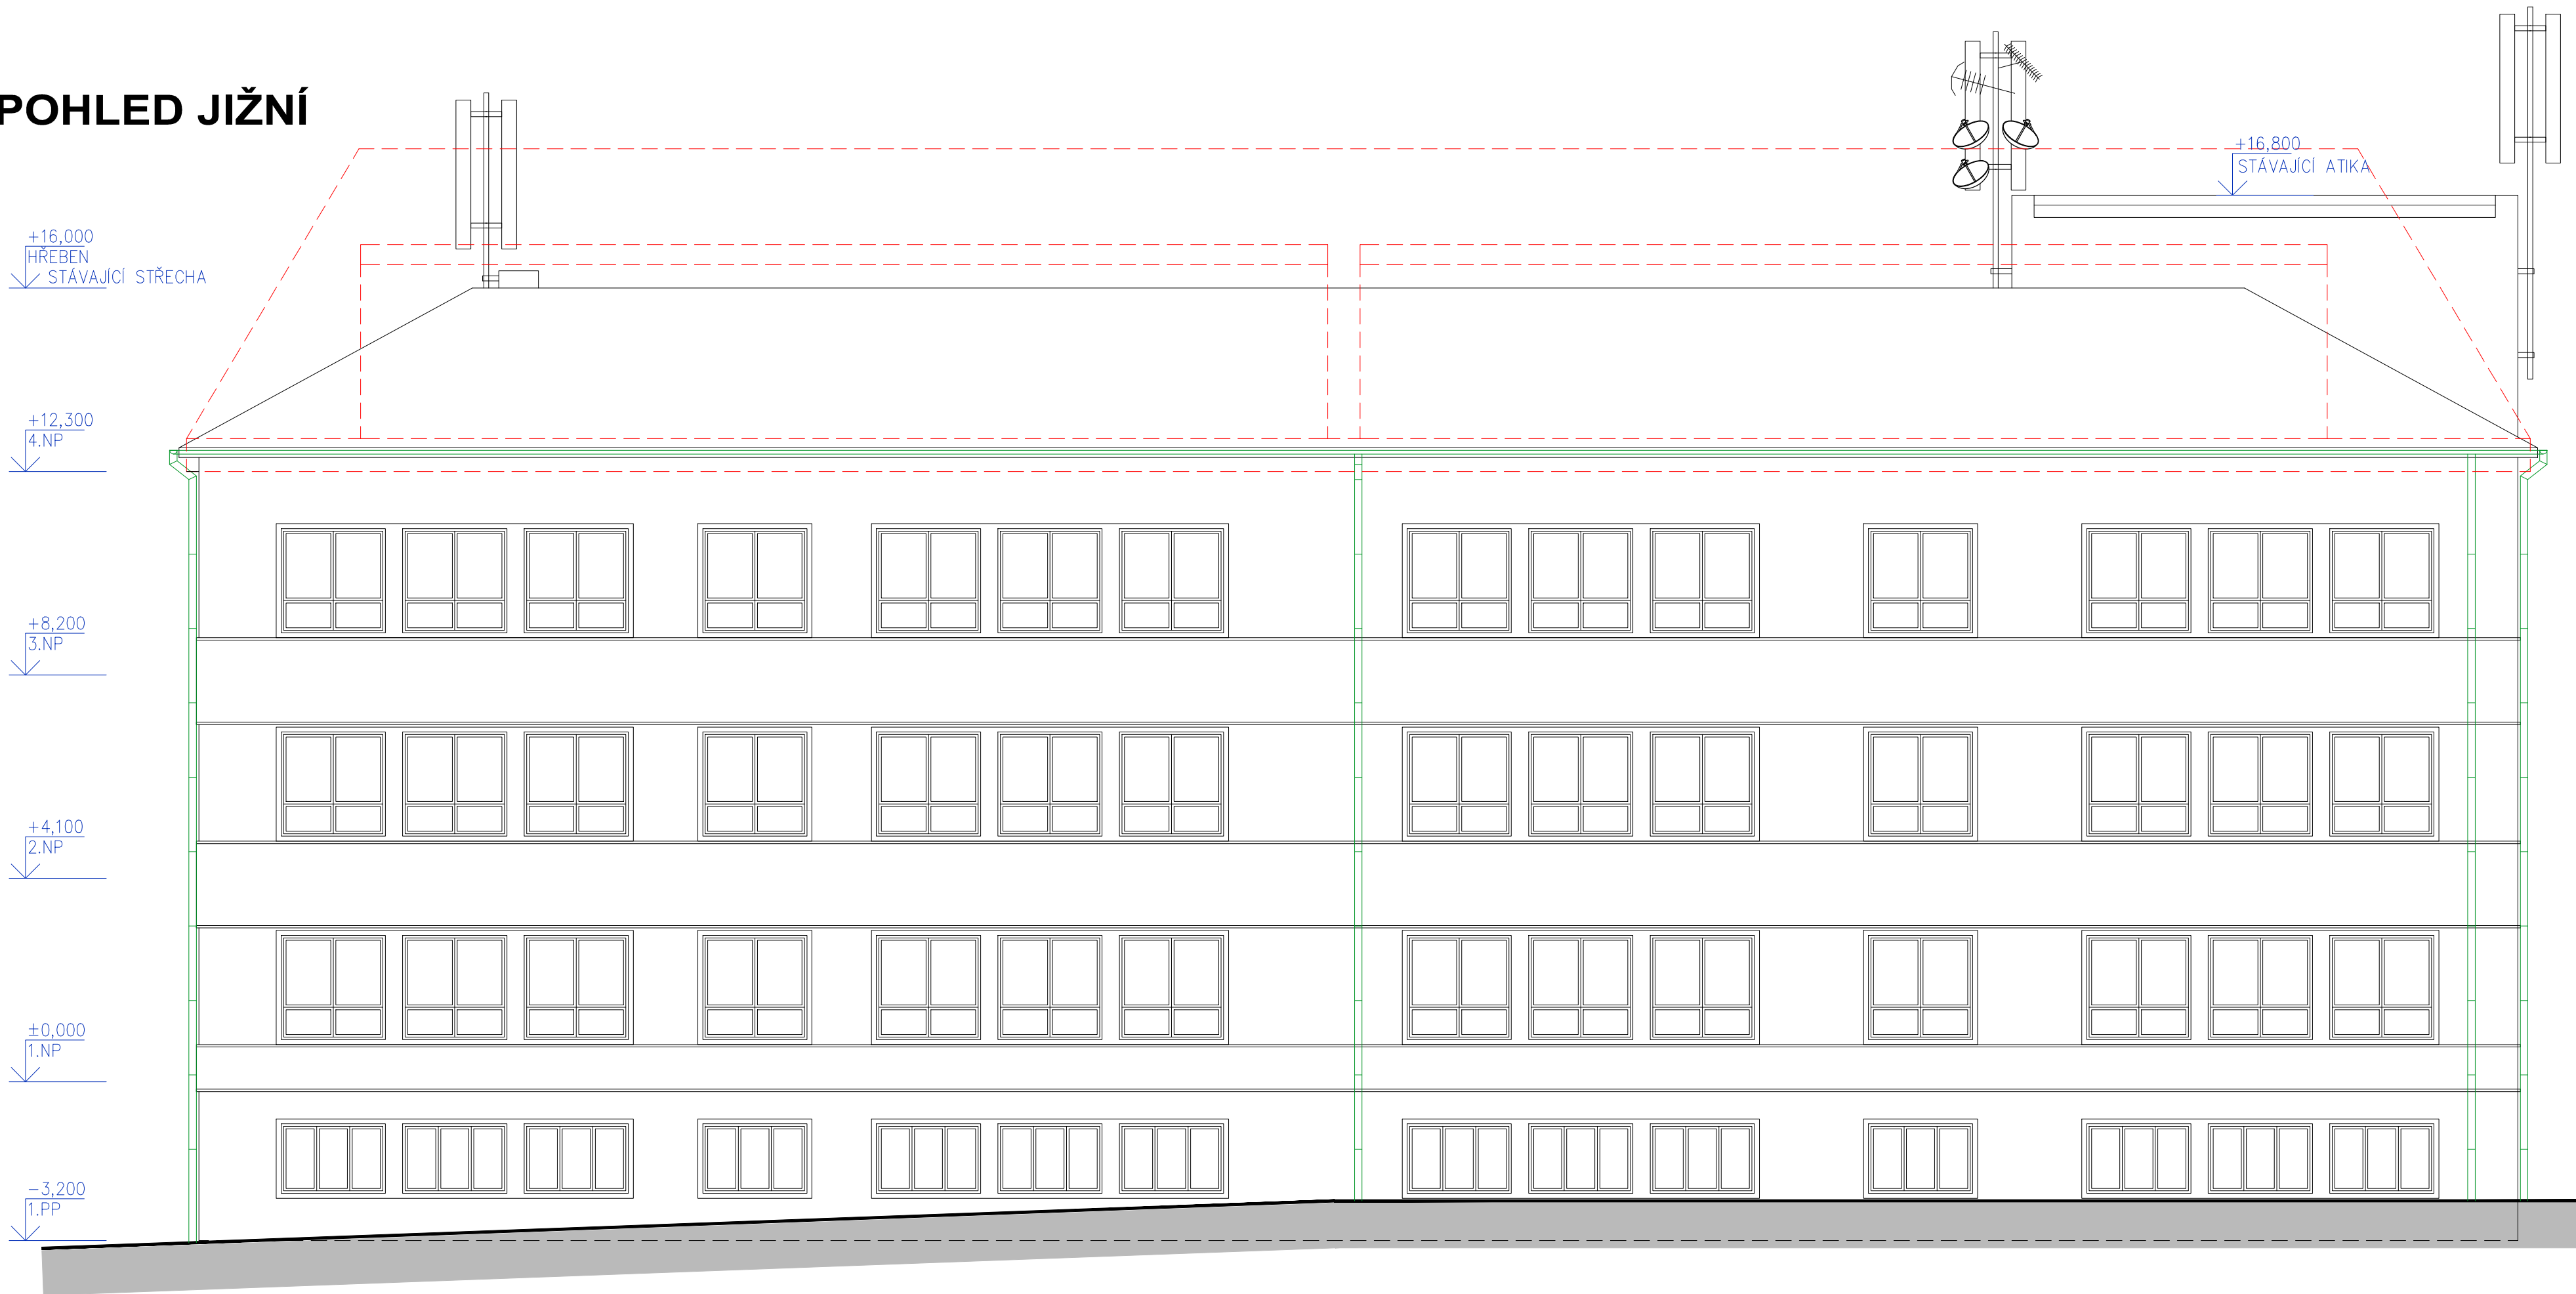 POHLED JIŽNÍ
+16,800
STÁVAJÍCÍ ATIKA
+16,000
HŘEBEN
STÁVAJÍCÍ STŘECHA
+12,300
4.NP
+8,200
3.NP
+4,100
2.NP
±0,000
1.NP
−3,200
1.PP